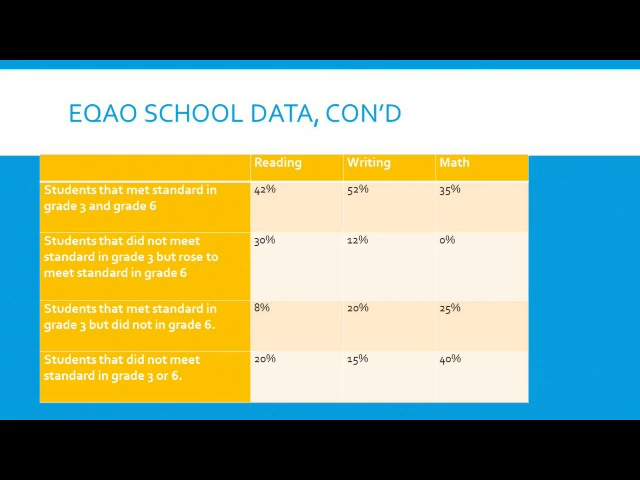 EQAO SCHOOL DATA, CON’D
Reading Writing Math
Students that met standard in
grade 3 and grade 6
42% 52% 35%
Students that did not meet
standard in grade 3 but rose to
meet standard in grade 6
30% 12% 0%
Students that met standard in
grade 3 but did not in grade 6.
8% 20% 25%
Students that did not meet
standard in grade 3 or 6.
20% 15% 40%